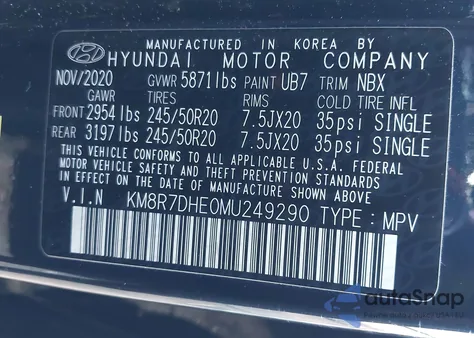 MANUFACTURED IN KOREA BY
HYUNDAI MOTOR COMPANY
NOV/2020 GVWR 5871lbs PAINT UB7 TRIM NBX
GAWR TIRES RIMS COLD TIRE INFL
FRONT 2954lbs 245/50R20 7.5JX20 35psi SINGLE
REAR 3197lbs 245/50R20 7.5JX20 35psi SINGLE
THIS VEHICLE CONFORMS TO ALL APPLICABLE U.S.A. FEDERAL
MOTOR VEHICLE SAFETY AND THEFT PREVENTION STANDARDS IN
EFFECT ON THE DATE OF MANUFACTURE SHOWN ABOVE.
V.I.N KM8R7DHE0MU249290 TYPE : MPV
autoSnap